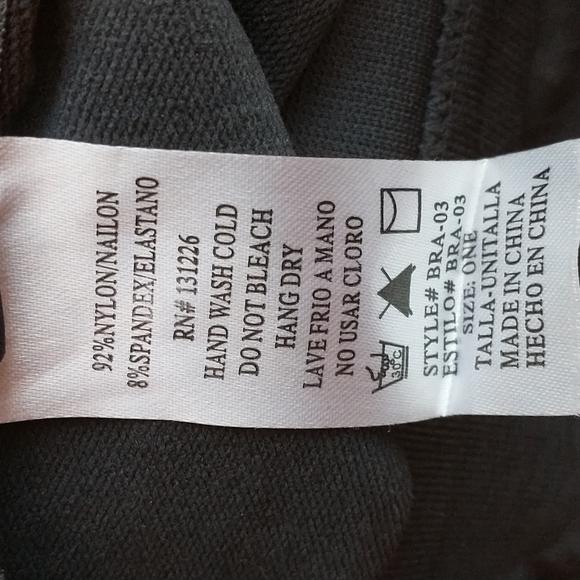 92%NYLON/NAILON
8%SPANDEX/ELASTANO
RN# 131226
HAND WASH COLD
DO NOT BLEACH
HANG DRY
LAVE FRIO A MANO
NO USAR CLORO
30°C
STYLE# BRA-03
ESTILO# BRA-03
SIZE: ONE
TALLA-UNITALLA
MADE IN CHINA
HECHO EN CHINA